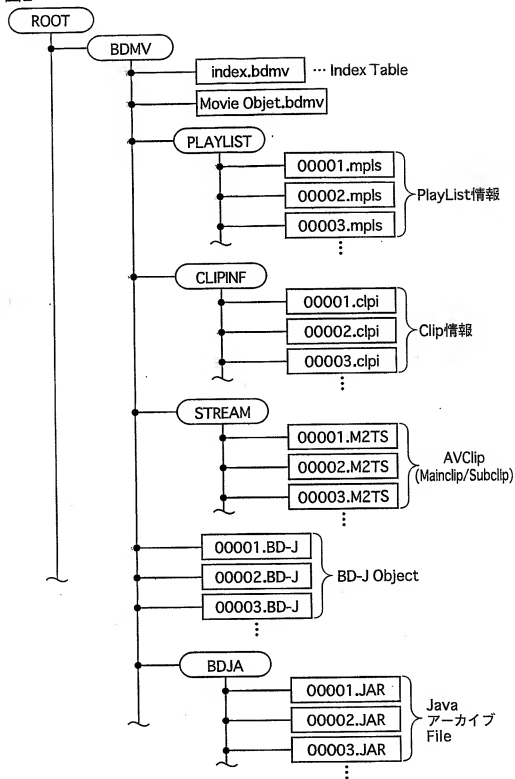 ROOT
BDMV
index.bdmv … Index Table
Movie Objet.bdmv
PLAYLIST
00001.mpls
00002.mpls
00003.mpls
PlayList情報
CLIPINF
00001.clpi
00002.clpi
00003.clpi
Clip情報
STREAM
00001.M2TS
00002.M2TS
00003.M2TS
AVClip
(Mainclip/Subclip)
00001.BD-J
00002.BD-J
00003.BD-J
BD-J Object
BDJA
00001.JAR
00002.JAR
00003.JAR
Java
アーカイブ
File